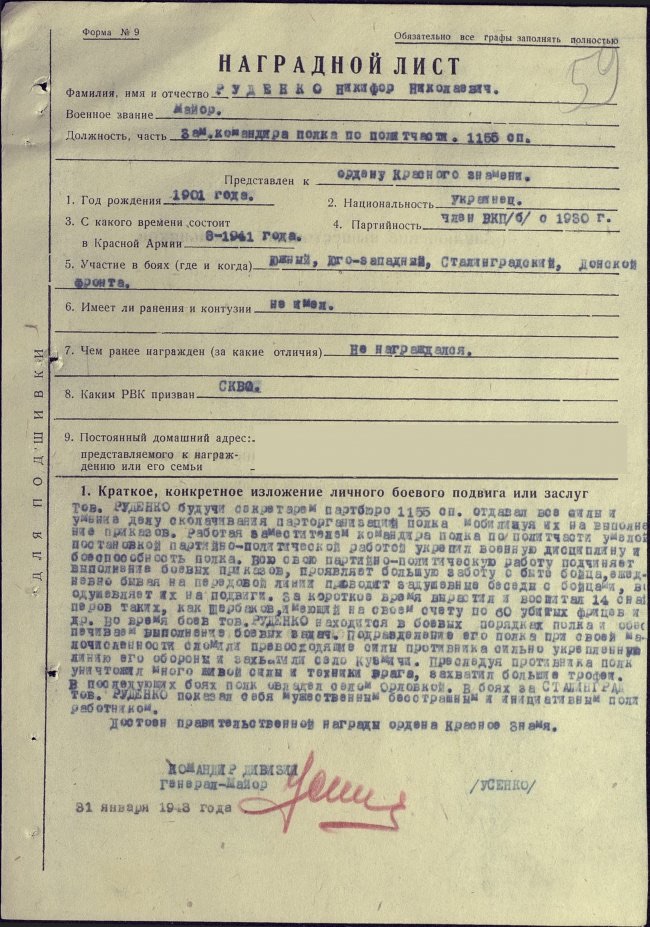 Форма № 9
Обязательно все графы заполнять полностью
59
НАГРАДНОЙ ЛИСТ
Фамилия, имя и отчество РУДЕНКО Никифор Николаевич.
Военное звание Майор.
Должность, часть Зам.командира полка по политчасти. 1155 сп.
Представлен к ордену Красного знамени.
1. Год рождения 1901 года. 2. Национальность украинец.
3. С какого времени состоит 4. Партийность член ВКП/б/ с 1930 г.
в Красной Армии 8-1941 года.
5. Участие в боях (где и когда) Южный, Юго-западный, Сталинградский, Донской
фронта.
6. Имеет ли ранения и контузии не имел.
7. Чем ранее награжден (за какие отличия) Не награждался.
8. Каким РВК призван СКВО.
9. Постоянный домашний адрес:
представляемого к награж-
дению или его семьи
ДЛЯ ПОДШИВКИ
1. Краткое, конкретное изложение личного боевого подвига или заслуг
тов. РУДЕНКО будучи секретарем партбюро 1155 сп. отдавал все силы и
умение делу сколачивания парторганизаций полка мобилизуя их на выполне
ние приказов. Работая заместителем командира полка по политчасти умелой
постановкой партийно-политической работой укрепил военную дисциплину и
боеспособность полка. Всю свою партийно-политическую работу подчиняет
выполнение боевых приказов, проявляет большую заботу с быте бойца, ежед-
невно бывая на передовой линии проводит задушевные беседы с бойцами, во
одушевляет их на подвиги. За короткое время вырастил и воспитал 14 снай
перов таких, как Щербаков,имеющий на своем счету по 60 убитых фрицев и
др. Во время боев тов.РУДЕНКО находится в боевых порядках полка и обес
печивает выполнение боевых задач. Подразделение его полка при своей ма-
лочисленности сломили превосходящие силы противника сильно укрепленную
линию его обороны и захватили село Кузмичи. Преследуя противника полк
уничтожил много живой силы и техники врага, захватил большие трофеи.
В последующих боях полк овладел селом Орловкой. В боях за СТАЛИНГРАД
тов. РУДЕНКО показал себя мужественным бесстрашным и инициативным полит
работником.
Достоин правительственной награды ордена Красное Знамя.
КОМАНДИР ДИВИЗИИ
Генерал-Майор /УСЕНКО/
31 января 1943 года